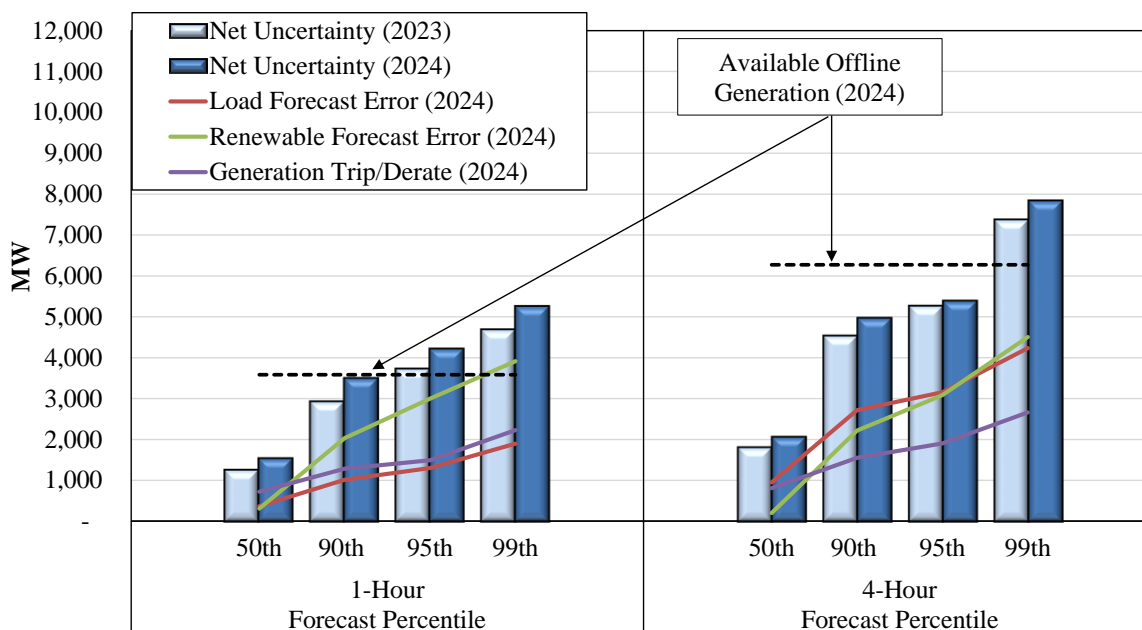 12,000
11,000
10,000
9,000
8,000
7,000
6,000
5,000
4,000
3,000
2,000
1,000
-
MW
Net Uncertainty (2023)
Net Uncertainty (2024)
Load Forecast Error (2024)
Renewable Forecast Error (2024)
Generation Trip/Derate (2024)
Available Offline
Generation (2024)
50th 90th 95th 99th 50th 90th 95th 99th
1-Hour 4-Hour
Forecast Percentile Forecast Percentile